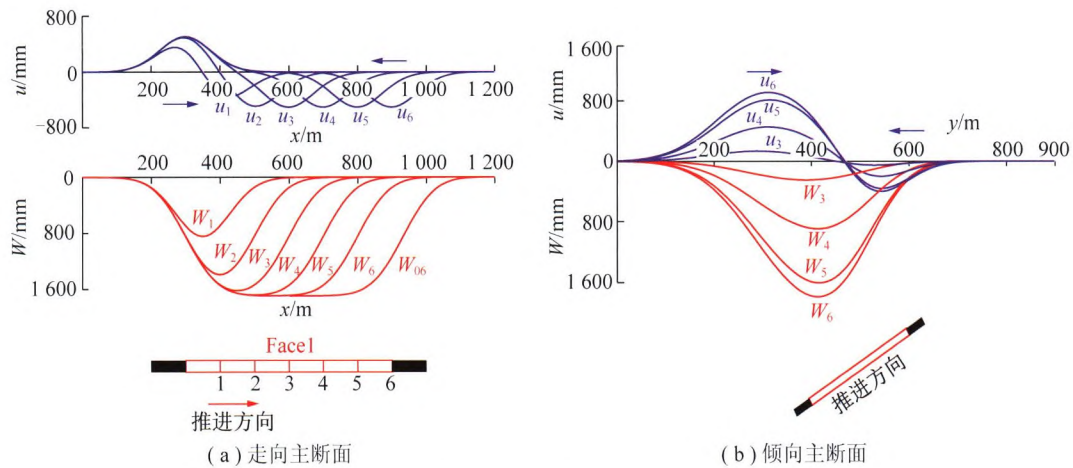 800
u/mm
0
200 400 600 800 1 000 1 200
u₁ u₂ u₃ u₄ u₅ u₆
−800
x/m
200 400 600 800 1 000 1 200
0
W/mm
800
1 600
W₁
W₂ W₃ W₄ W₅ W₆ W₀₆
x/m
Face1
1 2 3 4 5 6
推进方向
(a)走向主断面
1 600
u/mm
800
u₆
u₅
u₄
u₃
y/m
0
200 400 600 800 900
W/mm
800
1 600
W₃
W₄
W₅
W₆
推进方向
(b)倾向主断面